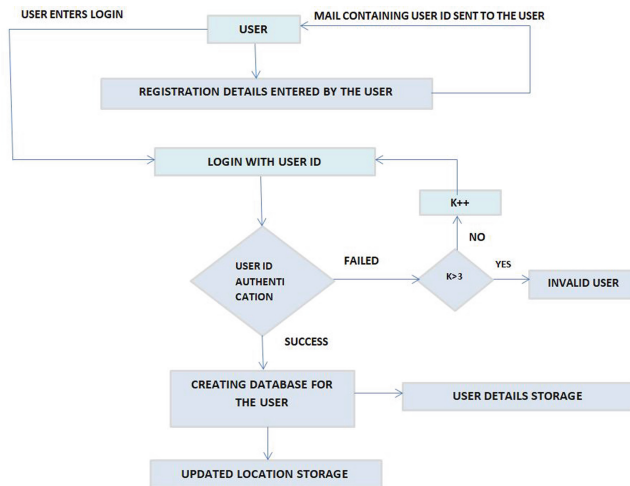 USER ENTERS LOGIN
MAIL CONTAINING USER ID SENT TO THE USER
USER
REGISTRATION DETAILS ENTERED BY THE USER
LOGIN WITH USER ID
K++
NO
USER ID
AUTHENTI
CATION
FAILED
K>3
YES
INVALID USER
SUCCESS
CREATING DATABASE FOR
THE USER
USER DETAILS STORAGE
UPDATED LOCATION STORAGE